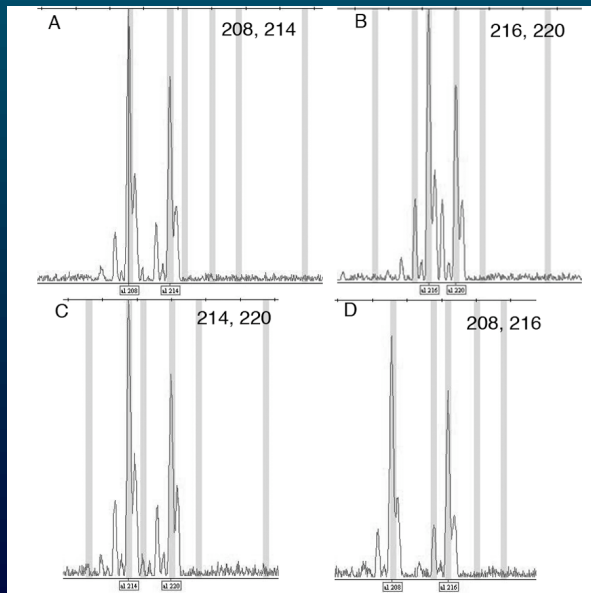 A
208, 214
al 208
al 214
B
216, 220
al 216
al 220
C
214, 220
al 214
al 220
D
208, 216
al 208
al 216